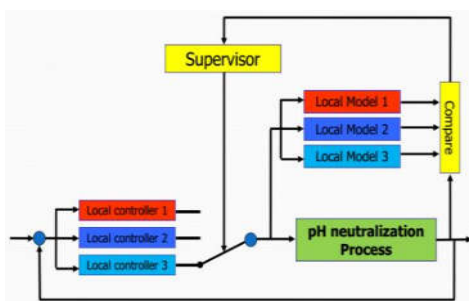 Supervisor
Local Model 1
Local Model 2
Local Model 3
Compare
Local controller 1
Local controller 2
Local controller 3
pH neutralization
Process